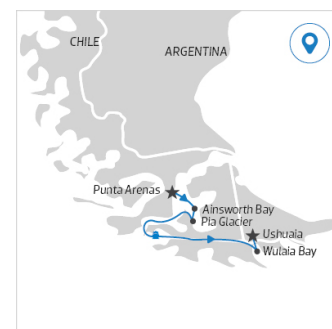 CHILE
ARGENTINA
Punta Arenas
Ainsworth Bay
Pia Glacier
Ushuaia
Wulaia Bay